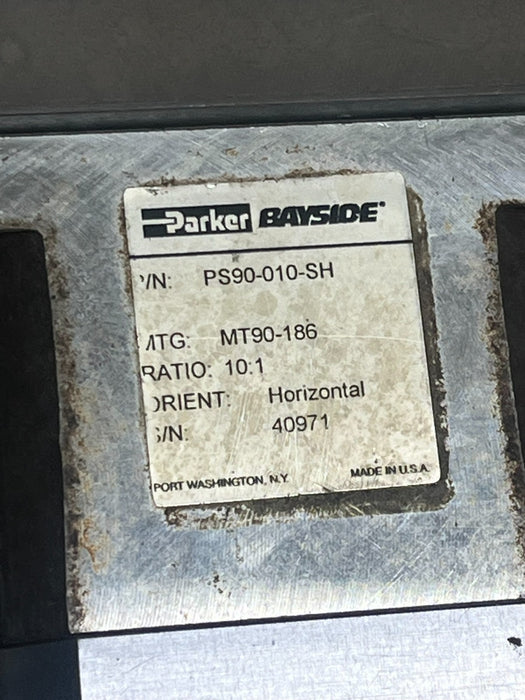 Parker BAYSIDE
/N: PS90-010-SH
MTG: MT90-186
RATIO: 10:1
ORIENT: Horizontal
S/N: 40971
PORT WASHINGTON, N.Y. MADE IN U.S.A.